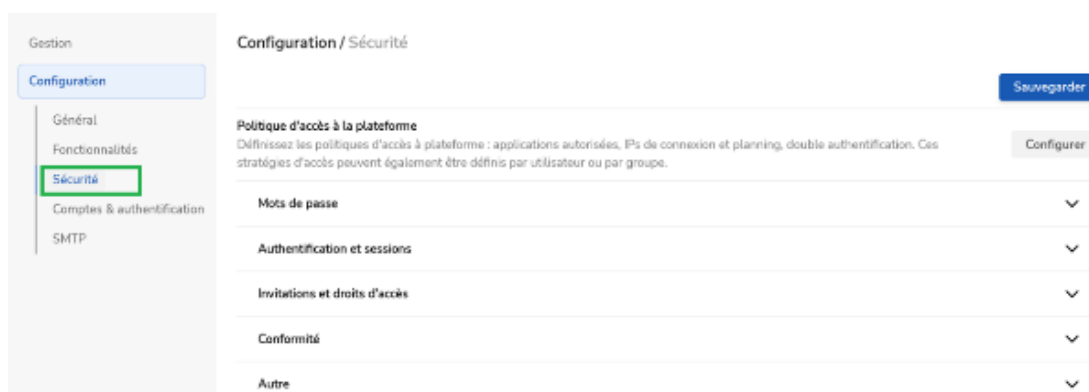 Gestion
Configuration
Général
Fonctionnalités
Sécurité
Comptes & authentification
SMTP
Configuration / Sécurité
Sauvegarder
Politique d'accès à la plateforme
Définissez les politiques d'accès à plateforme : applications autorisées, IPs de connexion et planning, double authentification. Ces
stratégies d'accès peuvent également être définis par utilisateur ou par groupe.
Configurer
Mots de passe
Authentification et sessions
Invitations et droits d'accès
Conformité
Autre